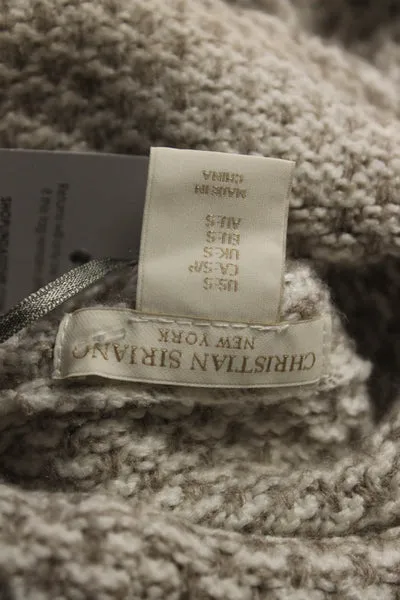 CHRISTIAN SIRIANO
NEW YORK
US:S
CA:S/P
UK:S
EU:S
AU:S
MADE IN
CHINA